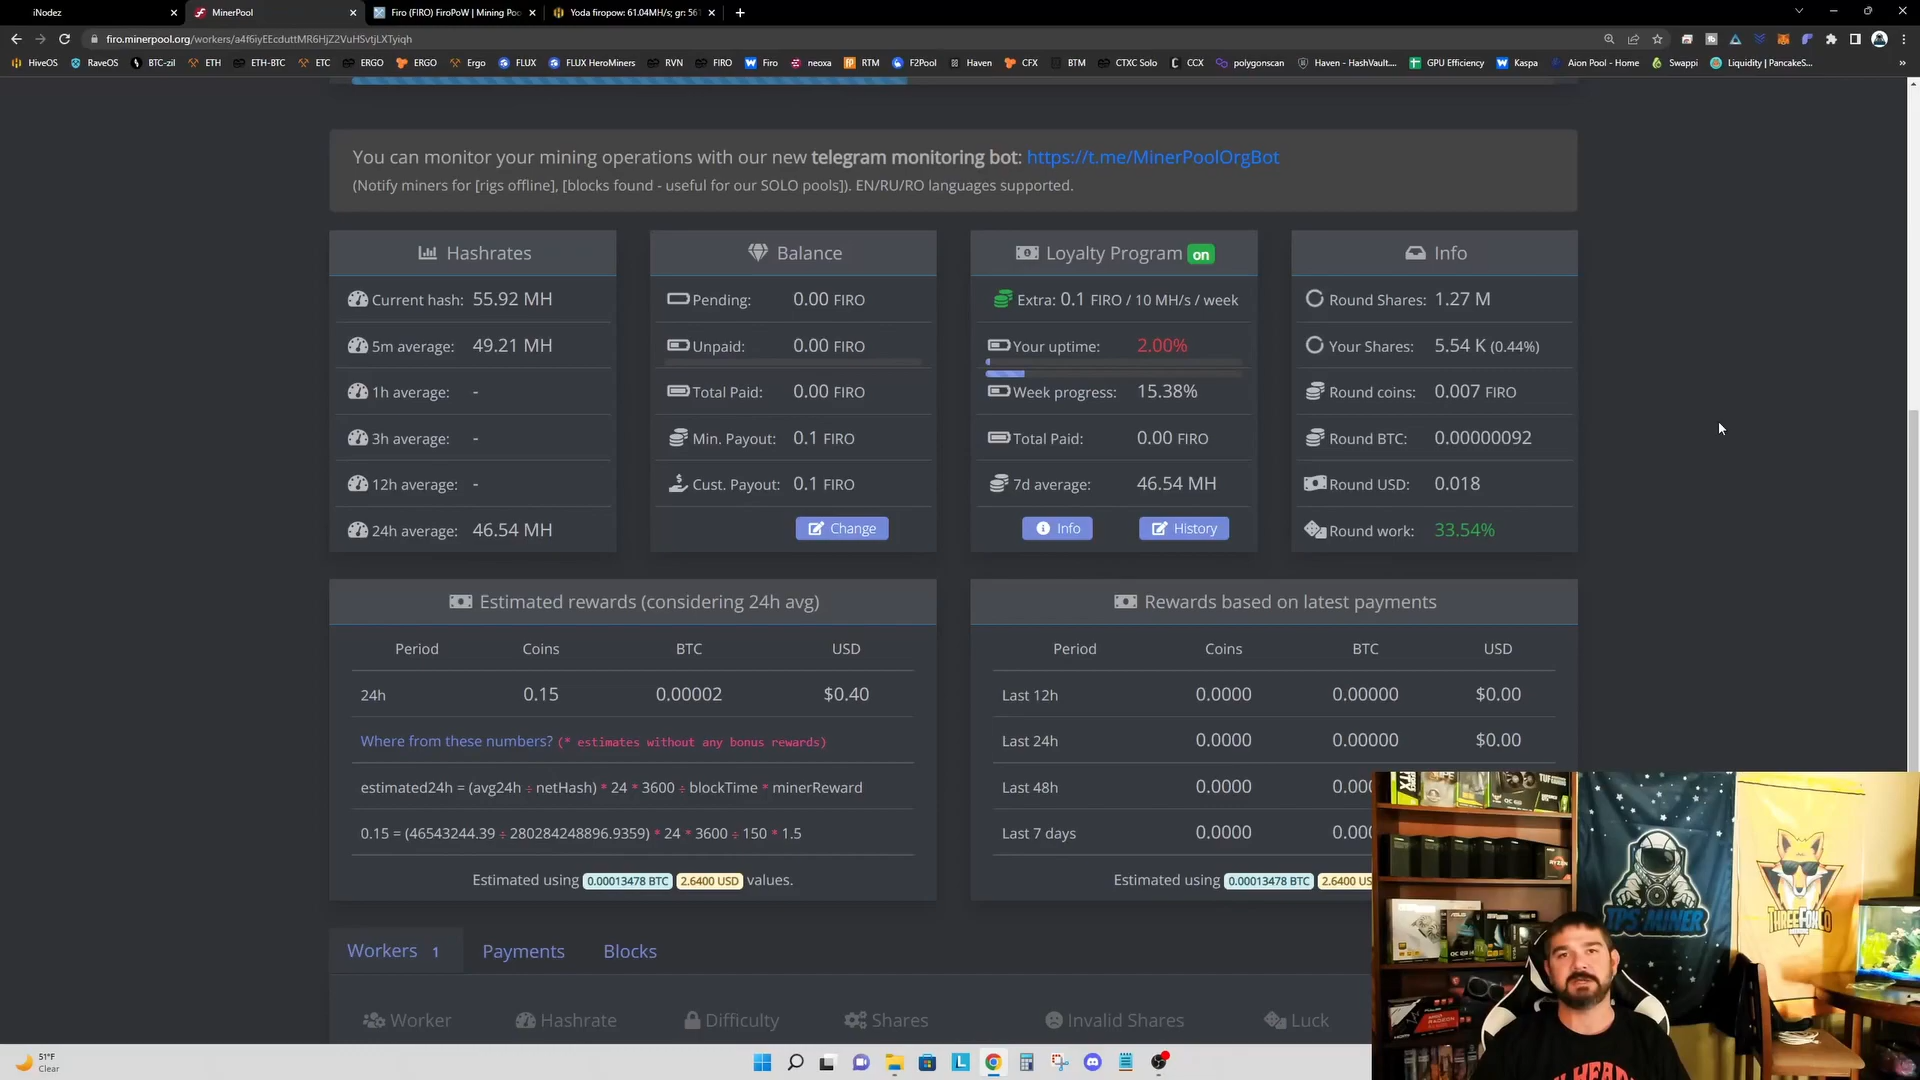 iNodez
MinerPool
Firo (FIRO) FiroPoW | Mining Poo
Yoda firopow: 61.04MH/s; gr: 561
firo.minerpool.org/workers/a4f6iyEEcduttMR6HjZ2VuHSvtjLXTyiqh
HiveOS RaveOS BTC-zil ETH ETH-BTC ETC ERGO ERGO Ergo FLUX FLUX HeroMiners RVN FIRO Firo neoxa RTM F2Pool Haven CFX BTM CTXC Solo CCX polygonscan Haven - HashVault.... GPU Efficiency Kaspa Aion Pool - Home Swappi Liquidity | PancakeS...
You can monitor your mining operations with our new telegram monitoring bot: https://t.me/MinerPoolOrgBot
(Notify miners for [rigs offline], [blocks found - useful for our SOLO pools]). EN/RU/RO languages supported.
Hashrates
Current hash: 55.92 MH
5m average: 49.21 MH
1h average: -
3h average: -
12h average: -
24h average: 46.54 MH
Balance
Pending: 0.00 FIRO
Unpaid: 0.00 FIRO
Total Paid: 0.00 FIRO
Min. Payout: 0.1 FIRO
Cust. Payout: 0.1 FIRO
Change
Loyalty Program on
Extra: 0.1 FIRO / 10 MH/s / week
Your uptime: 2.00%
Week progress: 15.38%
Total Paid: 0.00 FIRO
7d average: 46.54 MH
Info History
Info
Round Shares: 1.27 M
Your Shares: 5.54 K (0.44%)
Round coins: 0.007 FIRO
Round BTC: 0.00000092
Round USD: 0.018
Round work: 33.54%
Estimated rewards (considering 24h avg)
Period Coins BTC USD
24h 0.15 0.00002 $0.40
Where from these numbers? (* estimates without any bonus rewards)
estimated24h = (avg24h ÷ netHash) * 24 * 3600 ÷ blockTime * minerReward
0.15 = (46543244.39 ÷ 280284248896.9359) * 24 * 3600 ÷ 150 * 1.5
Estimated using 0.00013478 BTC 2.6400 USD values.
Rewards based on latest payments
Period Coins BTC USD
Last 12h 0.0000 0.00000 $0.00
Last 24h 0.0000 0.00000 $0.00
Last 48h 0.0000
Last 7 days 0.0000
Estimated using 0.00013478 BTC 2.6400 US
Workers 1 Payments Blocks
Worker Hashrate Difficulty Shares Invalid Shares Luck
TPS MINER
THREEFOXCO
RYZEN
51°F
Clear